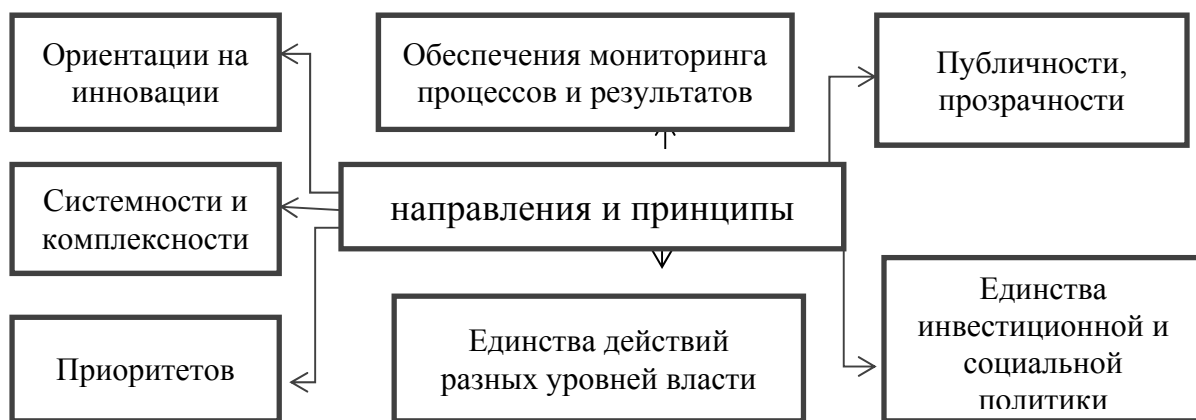 Ориентации на
инновации
Обеспечения мониторинга
процессов и результатов
Публичности,
прозрачности
Системности и
комплексности
направления и принципы
Приоритетов
Единства действий
разных уровней власти
Единства
инвестиционной и
социальной
политики